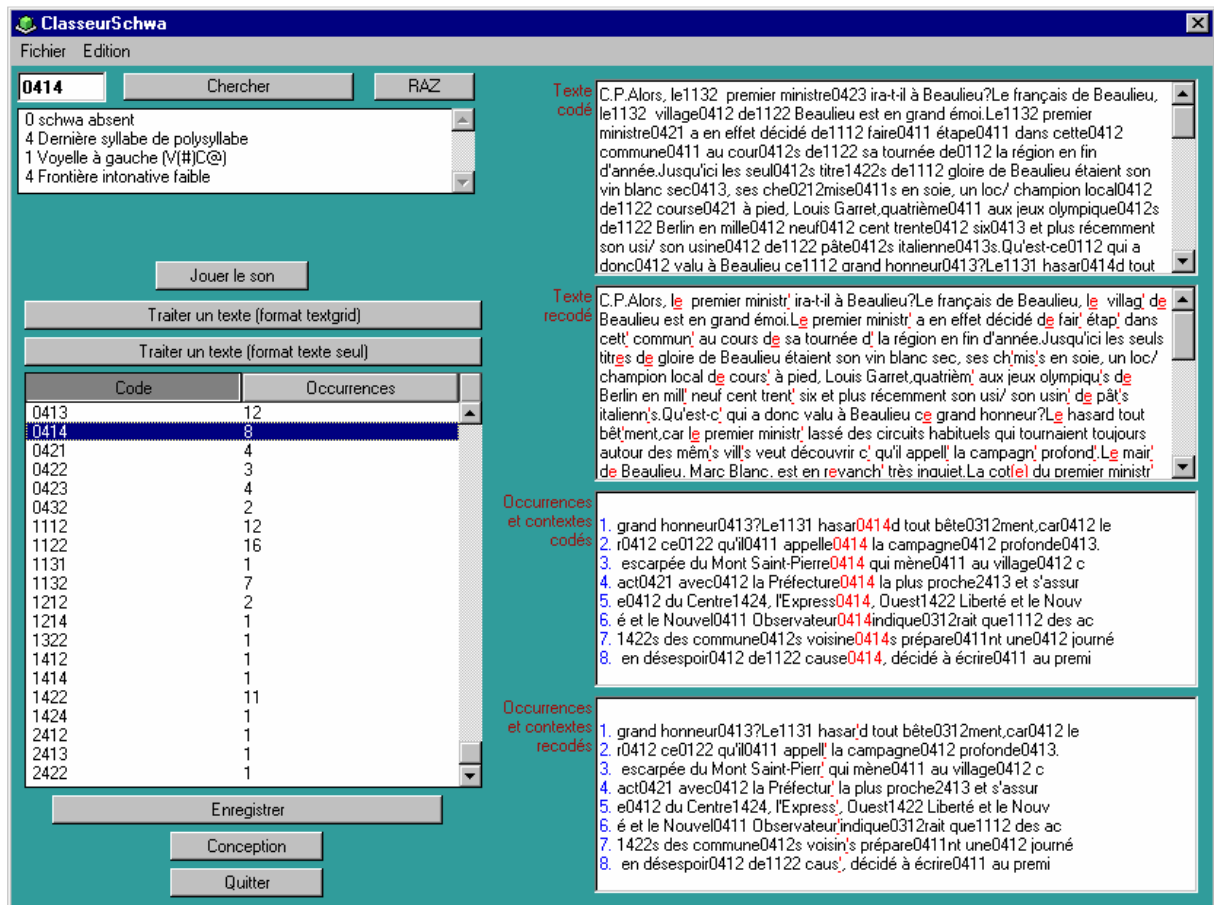 ClasseurSchwa
Fichier Edition
0414 Chercher RAZ
0 schwa absent
4 Dernière syllabe de polysyllabe
1 Voyelle à gauche (V(#)C@)
4 Frontière intonative faible
Jouer le son
Traiter un texte (format textgrid)
Traiter un texte (format texte seul)
Code Occurrences
0413 12
0414 8
0421 4
0422 3
0423 4
0432 2
1112 12
1122 16
1131 1
1132 7
1212 2
1214 1
1322 1
1412 1
1414 1
1422 11
1424 1
2412 1
2413 1
2422 1
Enregistrer
Conception
Quitter
Texte
codé
C.P.Alors, le1132 premier ministre0423 ira-t-il à Beaulieu?Le français de Beaulieu,
le1132 village0412 de1122 Beaulieu est en grand émoi.Le1132 premier
ministre0421 a en effet décidé de1112 faire0411 étape0411 dans cette0412
commune0411 au cour0412s de1122 sa tournée de0112 la région en fin
d'année.Jusqu'ici les seul0412s titre1422s de1112 gloire de Beaulieu étaient son
vin blanc sec0413, ses che0212mise0411s en soie, un loc/ champion local0412
de1122 course0421 à pied, Louis Garret,quatrième0411 aux jeux olympique0412s
de1122 Berlin en mille0412 neuf0412 cent trente0412 six0413 et plus récemment
son usi/ son usine0412 de1122 pâte0412s italienne0413s.Qu'est-ce0112 qui a
donc0412 valu à Beaulieu ce1112 grand honneur0413?Le1131 hasar0414d tout
Texte
recodé
C.P.Alors, le premier ministr' ira-t-il à Beaulieu?Le français de Beaulieu, le villag' de
Beaulieu est en grand émoi.Le premier ministr' a en effet décidé de fair' étap' dans
cett' commun' au cours de sa tournée d' la région en fin d'année.Jusqu'ici les seuls
titres de gloire de Beaulieu étaient son vin blanc sec, ses ch'mis's en soie, un loc/
champion local de cours' à pied, Louis Garret,quatrièm' aux jeux olympiqu's de
Berlin en mill' neuf cent trent' six et plus récemment son usi/ son usin' de pât's
italienn's.Qu'est-c' qui a donc valu à Beaulieu ce grand honneur?Le hasard tout
bêt'ment,car le premier ministr' lassé des circuits habituels qui tournaient toujours
autour des mêm's vill's veut découvrir c' qu'il appell' la campagn' profond'.Le mair'
de Beaulieu, Marc Blanc, est en revanch' très inquiet.La cot(e) du premier ministr'
Occurrences
et contextes
codés
1. grand honneur0413?Le1131 hasar0414d tout bête0312ment,car0412 le
2. r0412 ce0122 qu'il0411 appelle0414 la campagne0412 profonde0413.
3. escarpée du Mont Saint-Pierre0414 qui mène0411 au village0412 c
4. act0421 avec0412 la Préfecture0414 la plus proche2413 et s'assur
5. e0412 du Centre1424, l'Express0414, Ouest1422 Liberté et le Nouv
6. é et le Nouvel0411 Observateur0414indique0312rait que1112 des ac
7. 1422s des commune0412s voisine0414s prépare0411nt une0412 journé
8. en désespoir0412 de1122 cause0414, décidé à écrire0411 au premi
Occurrences
et contextes
recodés
1. grand honneur0413?Le1131 hasar'd tout bête0312ment,car0412 le
2. r0412 ce0122 qu'il0411 appell' la campagne0412 profonde0413.
3. escarpée du Mont Saint-Pierr' qui mène0411 au village0412 c
4. act0421 avec0412 la Préfectur' la plus proche2413 et s'assur
5. e0412 du Centre1424, l'Express', Ouest1422 Liberté et le Nouv
6. é et le Nouvel0411 Observateur'indique0312rait que1112 des ac
7. 1422s des commune0412s voisin's prépare0411nt une0412 journé
8. en désespoir0412 de1122 caus', décidé à écrire0411 au premi